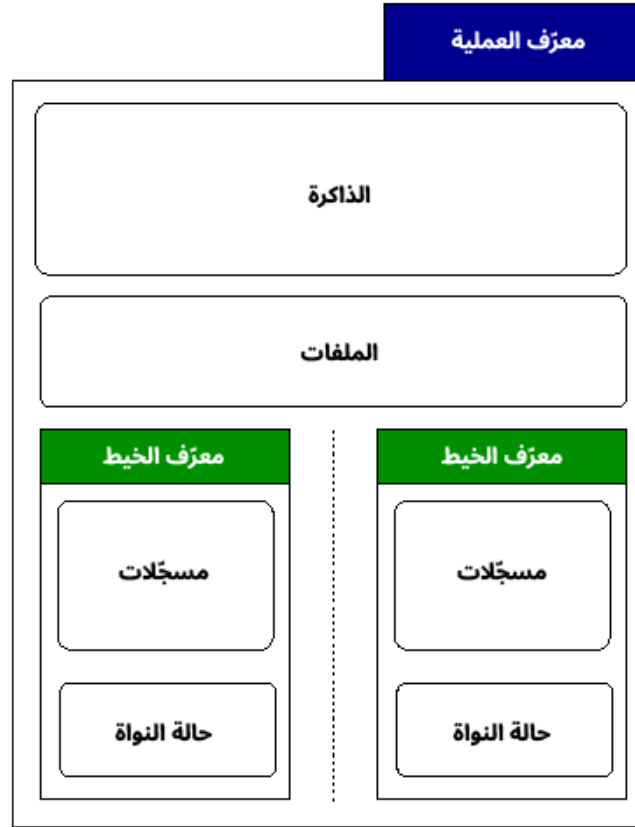 معرّف العملية
الذاكرة
الملفات
معرّف الخيط
معرّف الخيط
مسجّلات
مسجّلات
حالة النواة
حالة النواة